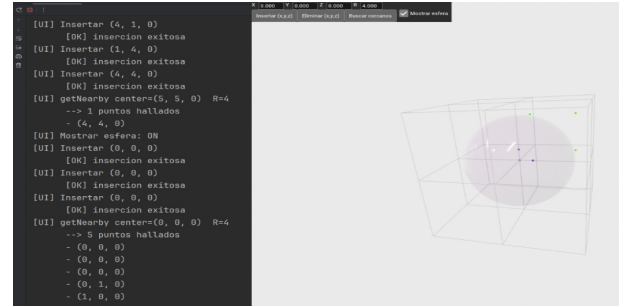 [UI] Insertar (4, 1, 0)
[OK] insercion exitosa
[UI] Insertar (1, 4, 0)
[OK] insercion exitosa
[UI] Insertar (4, 4, 0)
[OK] insercion exitosa
[UI] getNearby center=(5, 5, 0) R=4
--> 1 puntos hallados
- (4, 4, 0)
[UI] Mostrar esfera: ON
[UI] Insertar (0, 0, 0)
[OK] insercion exitosa
[UI] Insertar (0, 0, 0)
[OK] insercion exitosa
[UI] Insertar (0, 0, 0)
[OK] insercion exitosa
[UI] getNearby center=(0, 0, 0) R=4
--> 5 puntos hallados
- (0, 0, 0)
- (0, 0, 0)
- (0, 0, 0)
- (0, 1, 0)
- (1, 0, 0)
X 0.000 Y 0.000 Z 0.000 R 4.000
Insertar (x,y,z) Eliminar (x,y,z) Buscar cercanos Mostrar esfera